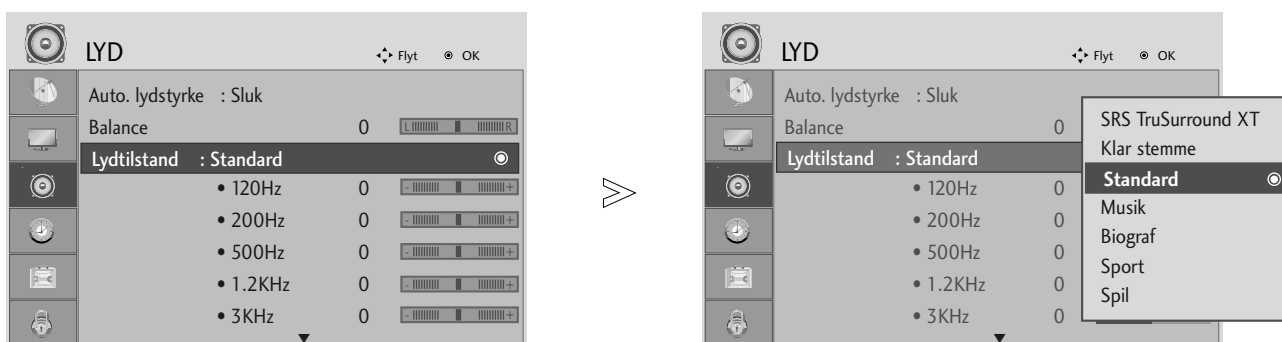 LYD Flyt OK
Auto. lydstyrke : Sluk
Balance 0 L R
Lydtilstand : Standard
• 120Hz 0 - +
• 200Hz 0 - +
• 500Hz 0 - +
• 1.2KHz 0 - +
• 3KHz 0 - +
LYD Flyt OK
Auto. lydstyrke : Sluk
Balance 0
Lydtilstand : Standard
• 120Hz 0
• 200Hz 0
• 500Hz 0
• 1.2KHz 0
• 3KHz 0
SRS TruSurround XT
Klar stemme
Standard
Musik
Biograf
Sport
Spil